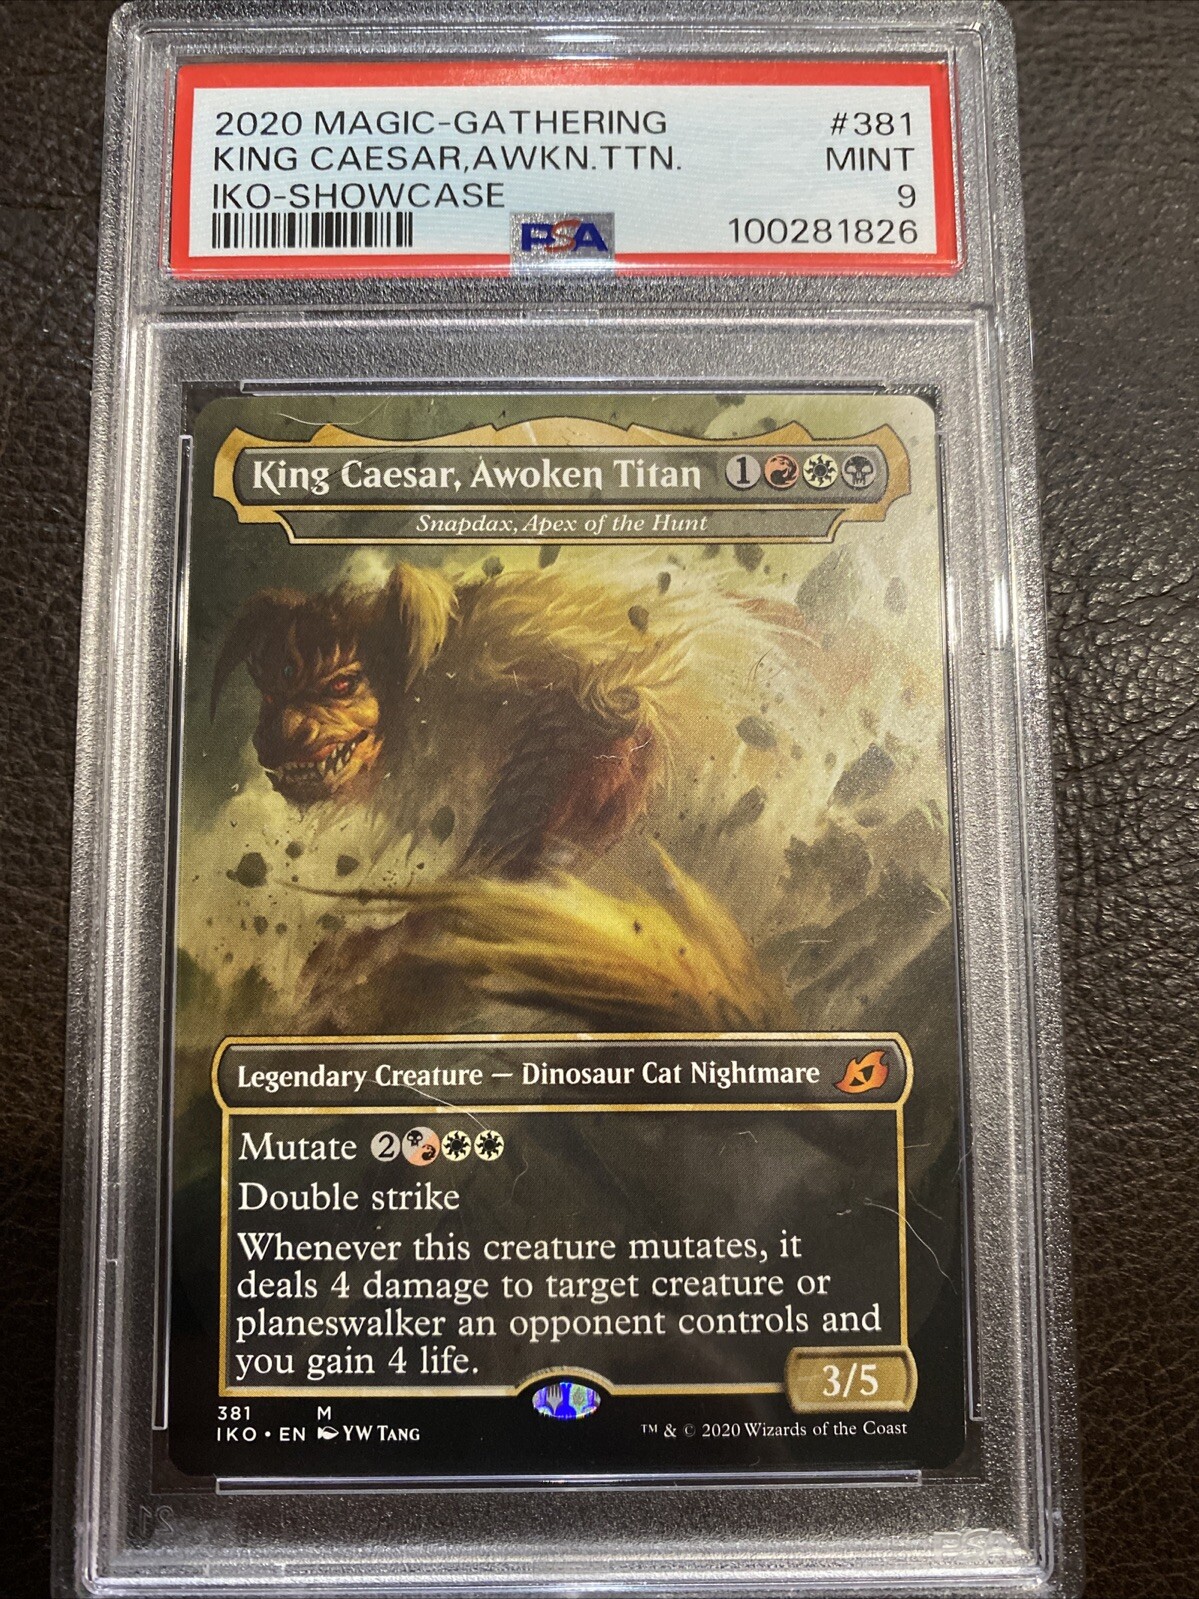 2020 MAGIC-GATHERING #381
KING CAESAR,AWKN.TTN. MINT
IKO-SHOWCASE 9
PSA 100281826
King Caesar, Awoken Titan 1
Snapdax, Apex of the Hunt
Legendary Creature — Dinosaur Cat Nightmare
Mutate 2
Double strike
Whenever this creature mutates, it
deals 4 damage to target creature or
planeswalker an opponent controls and
you gain 4 life.
3/5
381 M
IKO • EN YW TANG
™ & © 2020 Wizards of the Coast